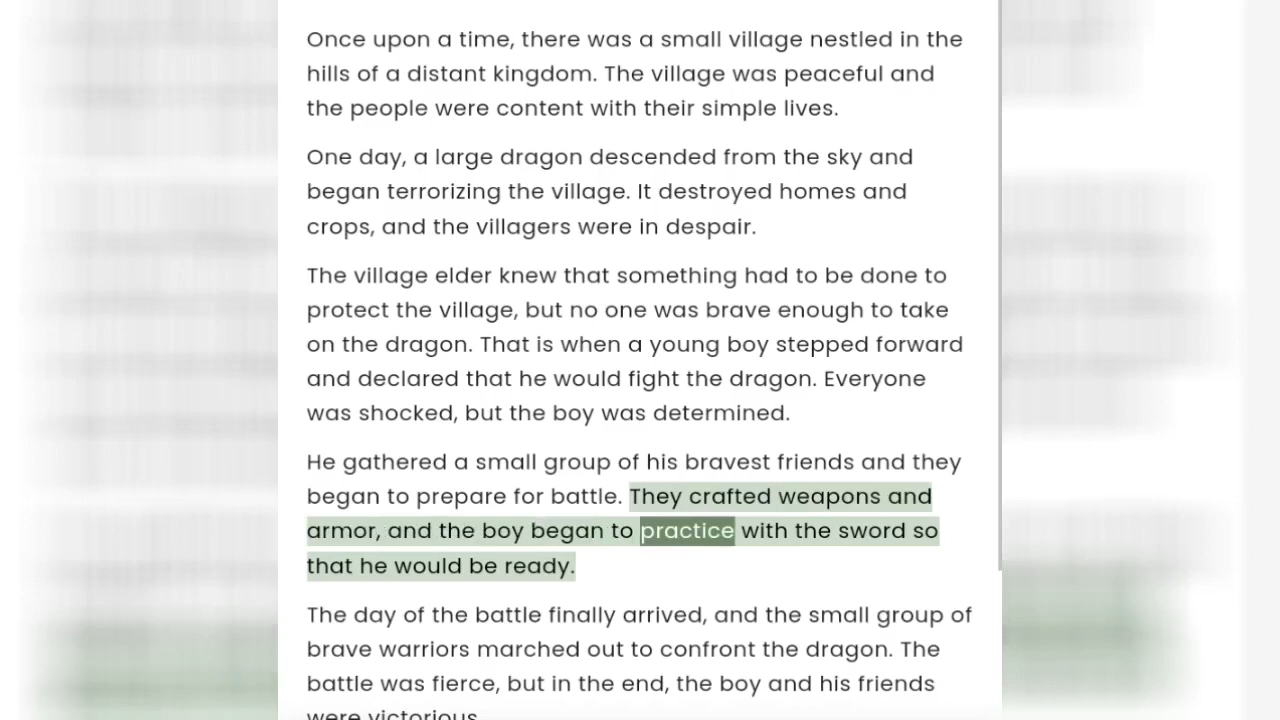 Once upon a time, there was a small village nestled in the
hills of a distant kingdom. The village was peaceful and
the people were content with their simple lives.
One day, a large dragon descended from the sky and
began terrorizing the village. It destroyed homes and
crops, and the villagers were in despair.
The village elder knew that something had to be done to
protect the village, but no one was brave enough to take
on the dragon. That is when a young boy stepped forward
and declared that he would fight the dragon. Everyone
was shocked, but the boy was determined.
He gathered a small group of his bravest friends and they
began to prepare for battle. They crafted weapons and
armor, and the boy began to practice with the sword so
that he would be ready.
The day of the battle finally arrived, and the small group of
brave warriors marched out to confront the dragon. The
battle was fierce, but in the end, the boy and his friends
were victorious.